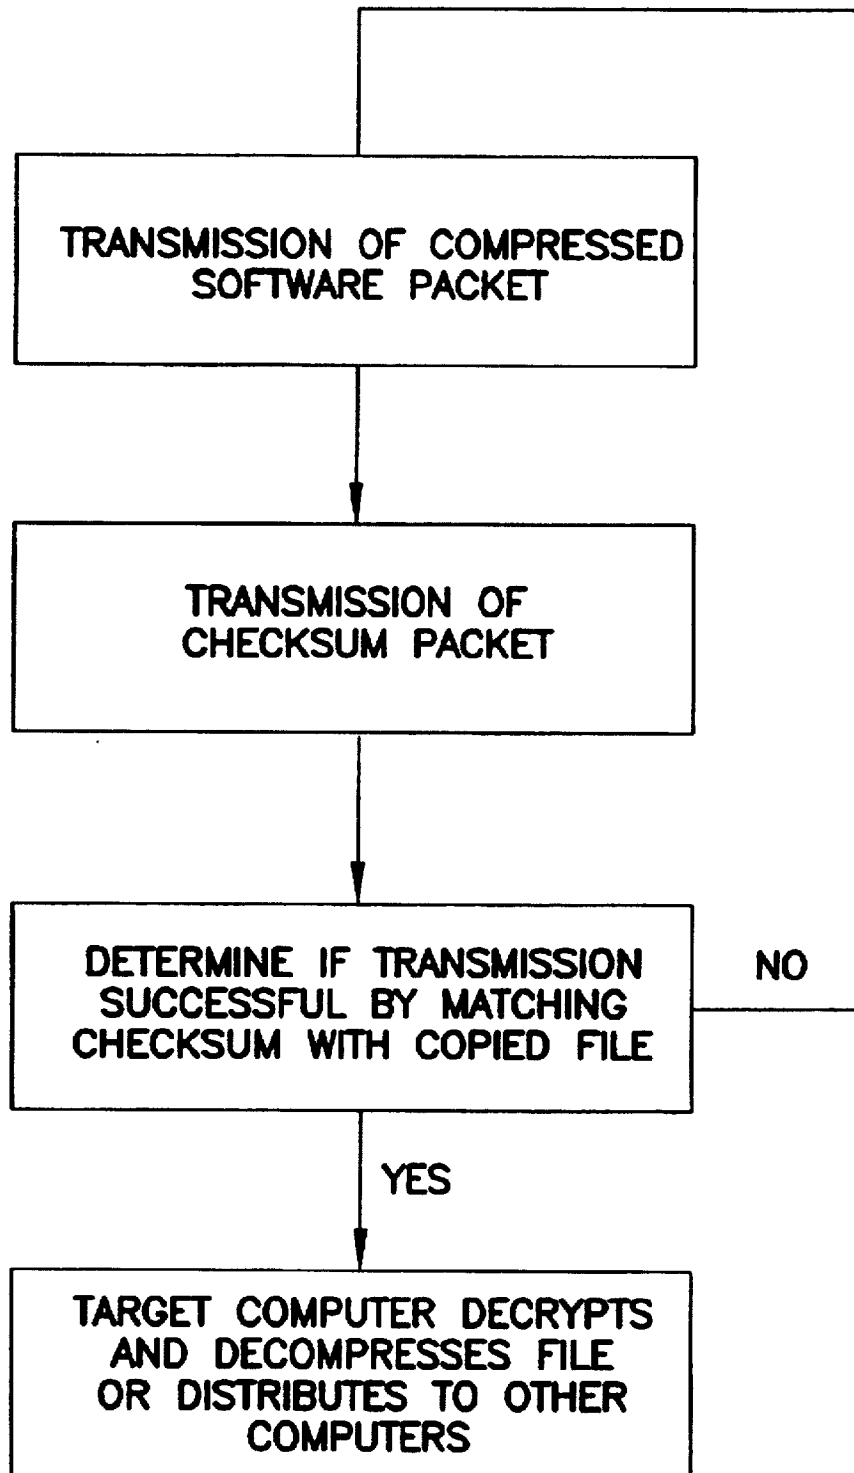 TRANSMISSION OF COMPRESSED
SOFTWARE PACKET
TRANSMISSION OF
CHECKSUM PACKET
DETERMINE IF TRANSMISSION
SUCCESSFUL BY MATCHING
CHECKSUM WITH COPIED FILE
NO
YES
TARGET COMPUTER DECRYPTS
AND DECOMPRESSES FILE
OR DISTRIBUTES TO OTHER
COMPUTERS